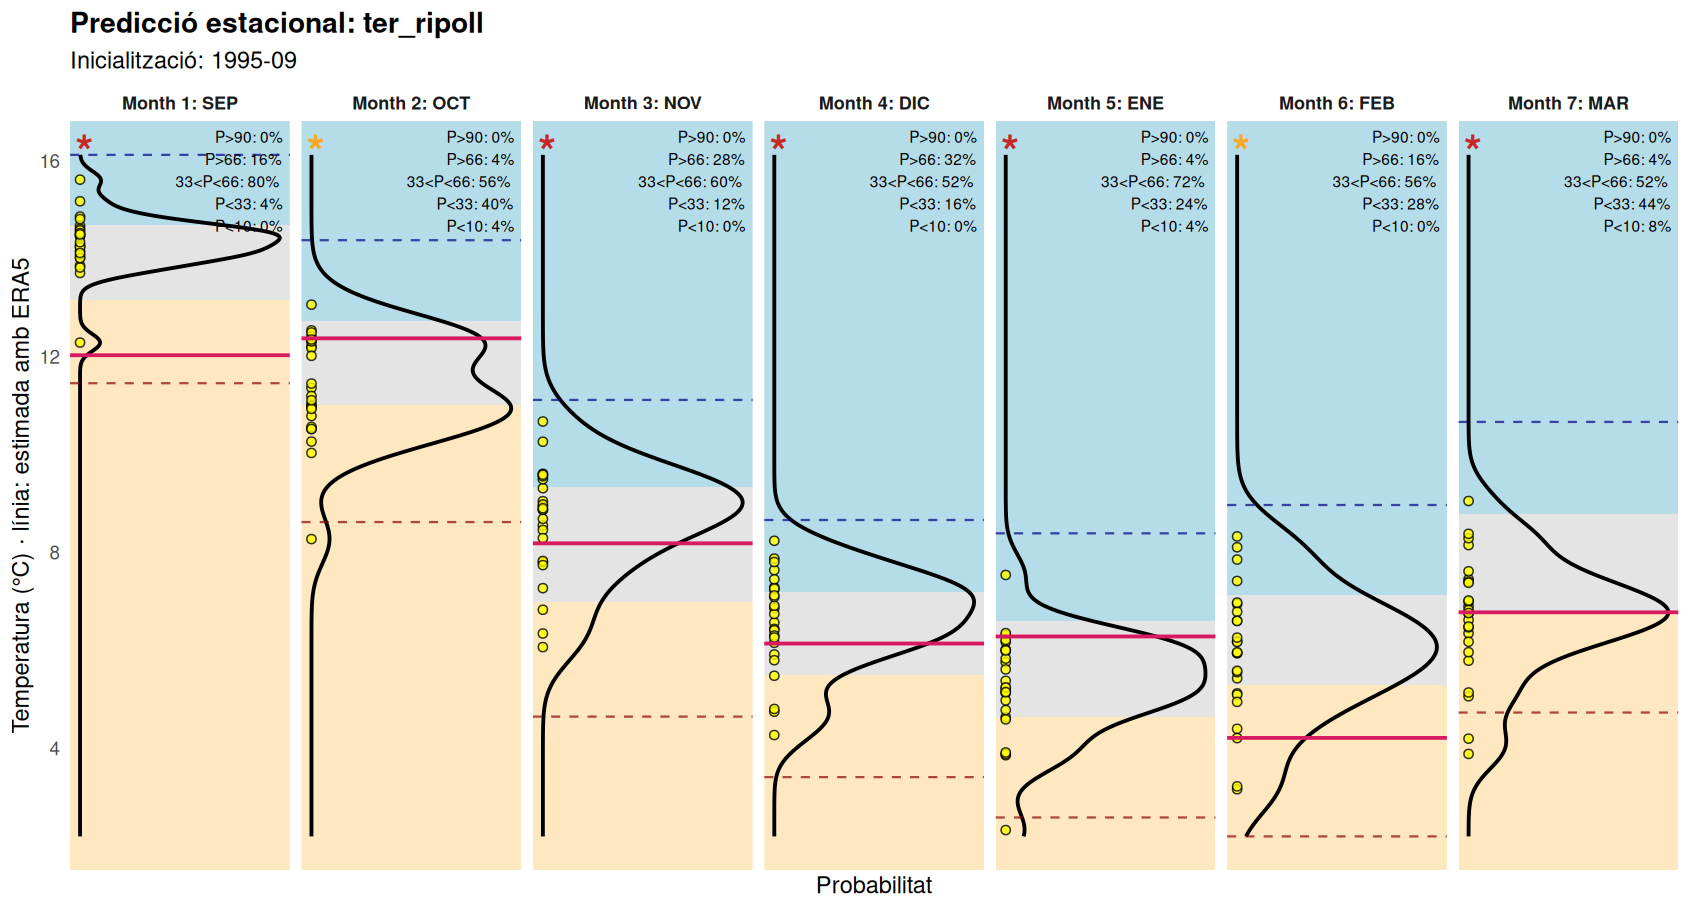 Predicció estacional: ter_ripoll
Inicialització: 1995-09
Month 1: SEP
Month 2: OCT
Month 3: NOV
Month 4: DIC
Month 5: ENE
Month 6: FEB
Month 7: MAR
*
P>90: 0%
P>66: 16%
33<P<66: 80%
P<33: 4%
P<10: 0%
*
P>90: 0%
P>66: 4%
33<P<66: 56%
P<33: 40%
P<10: 4%
*
P>90: 0%
P>66: 28%
33<P<66: 60%
P<33: 12%
P<10: 0%
*
P>90: 0%
P>66: 32%
33<P<66: 52%
P<33: 16%
P<10: 0%
*
P>90: 0%
P>66: 4%
33<P<66: 72%
P<33: 24%
P<10: 4%
*
P>90: 0%
P>66: 16%
33<P<66: 56%
P<33: 28%
P<10: 0%
*
P>90: 0%
P>66: 4%
33<P<66: 52%
P<33: 44%
P<10: 8%
16
12
8
4
Temperatura (°C) · línia: estimada amb ERA5
Probabilitat